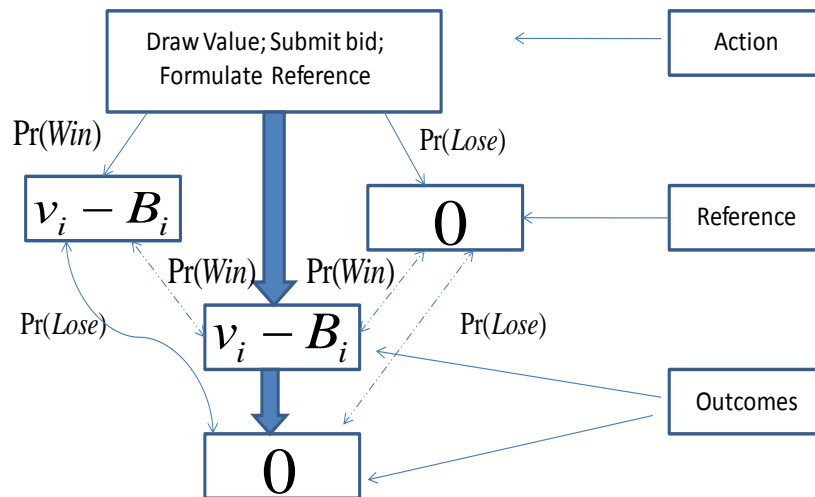 Draw Value; Submit bid;
Formulate Reference
Action
Pr(Win)
Pr(Lose)
v_i − B_i
0
Reference
Pr(Win)
Pr(Win)
Pr(Lose)
v_i − B_i
Pr(Lose)
Outcomes
0